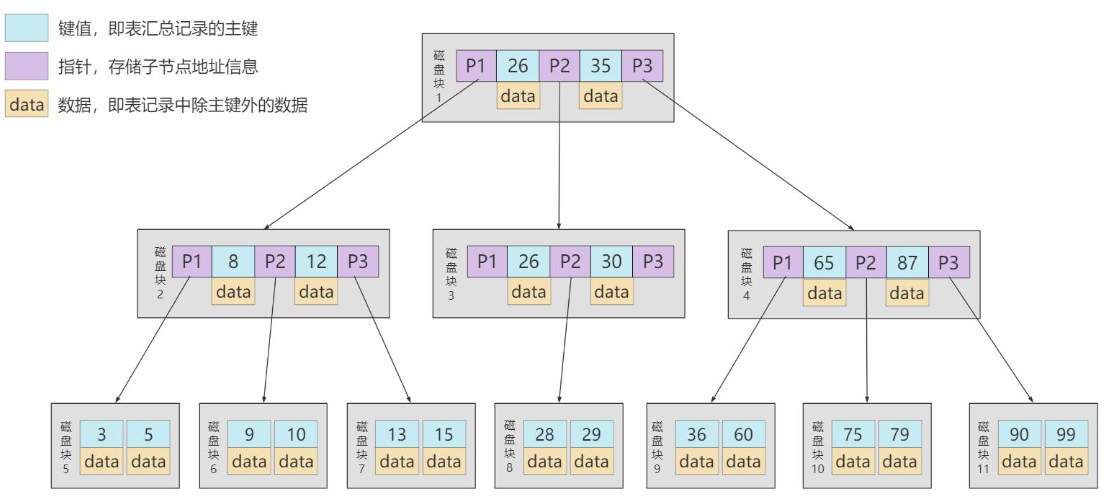 键值，即表汇总记录的主键
指针，存储子节点地址信息
data 数据，即表记录中除主键外的数据
磁盘块1
P1 26 P2 35 P3
data data
磁盘块2
P1 8 P2 12 P3
data data
磁盘块3
P1 26 P2 30 P3
data data
磁盘块4
P1 65 P2 87 P3
data data
磁盘块5
3 5
data data
磁盘块6
9 10
data data
磁盘块7
13 15
data data
磁盘块8
28 29
data data
磁盘块9
36 60
data data
磁盘块10
75 79
data data
磁盘块11
90 99
data data